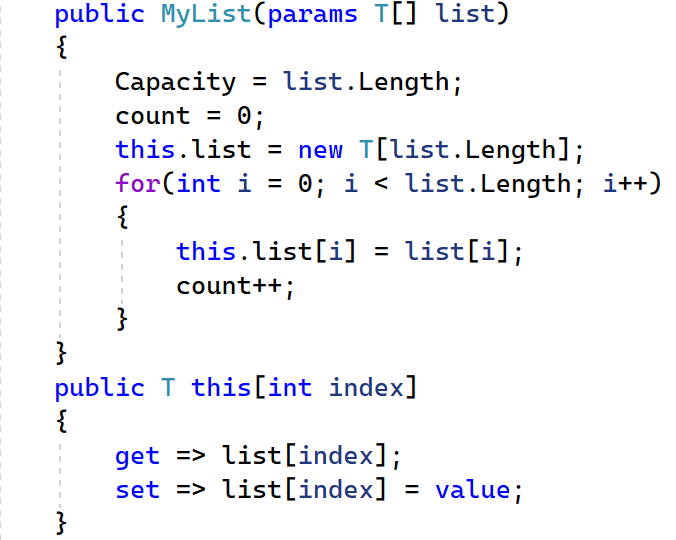 public MyList(params T[] list)
{
Capacity = list.Length;
count = 0;
this.list = new T[list.Length];
for(int i = 0; i < list.Length; i++)
{
this.list[i] = list[i];
count++;
}
}
public T this[int index]
{
get => list[index];
set => list[index] = value;
}